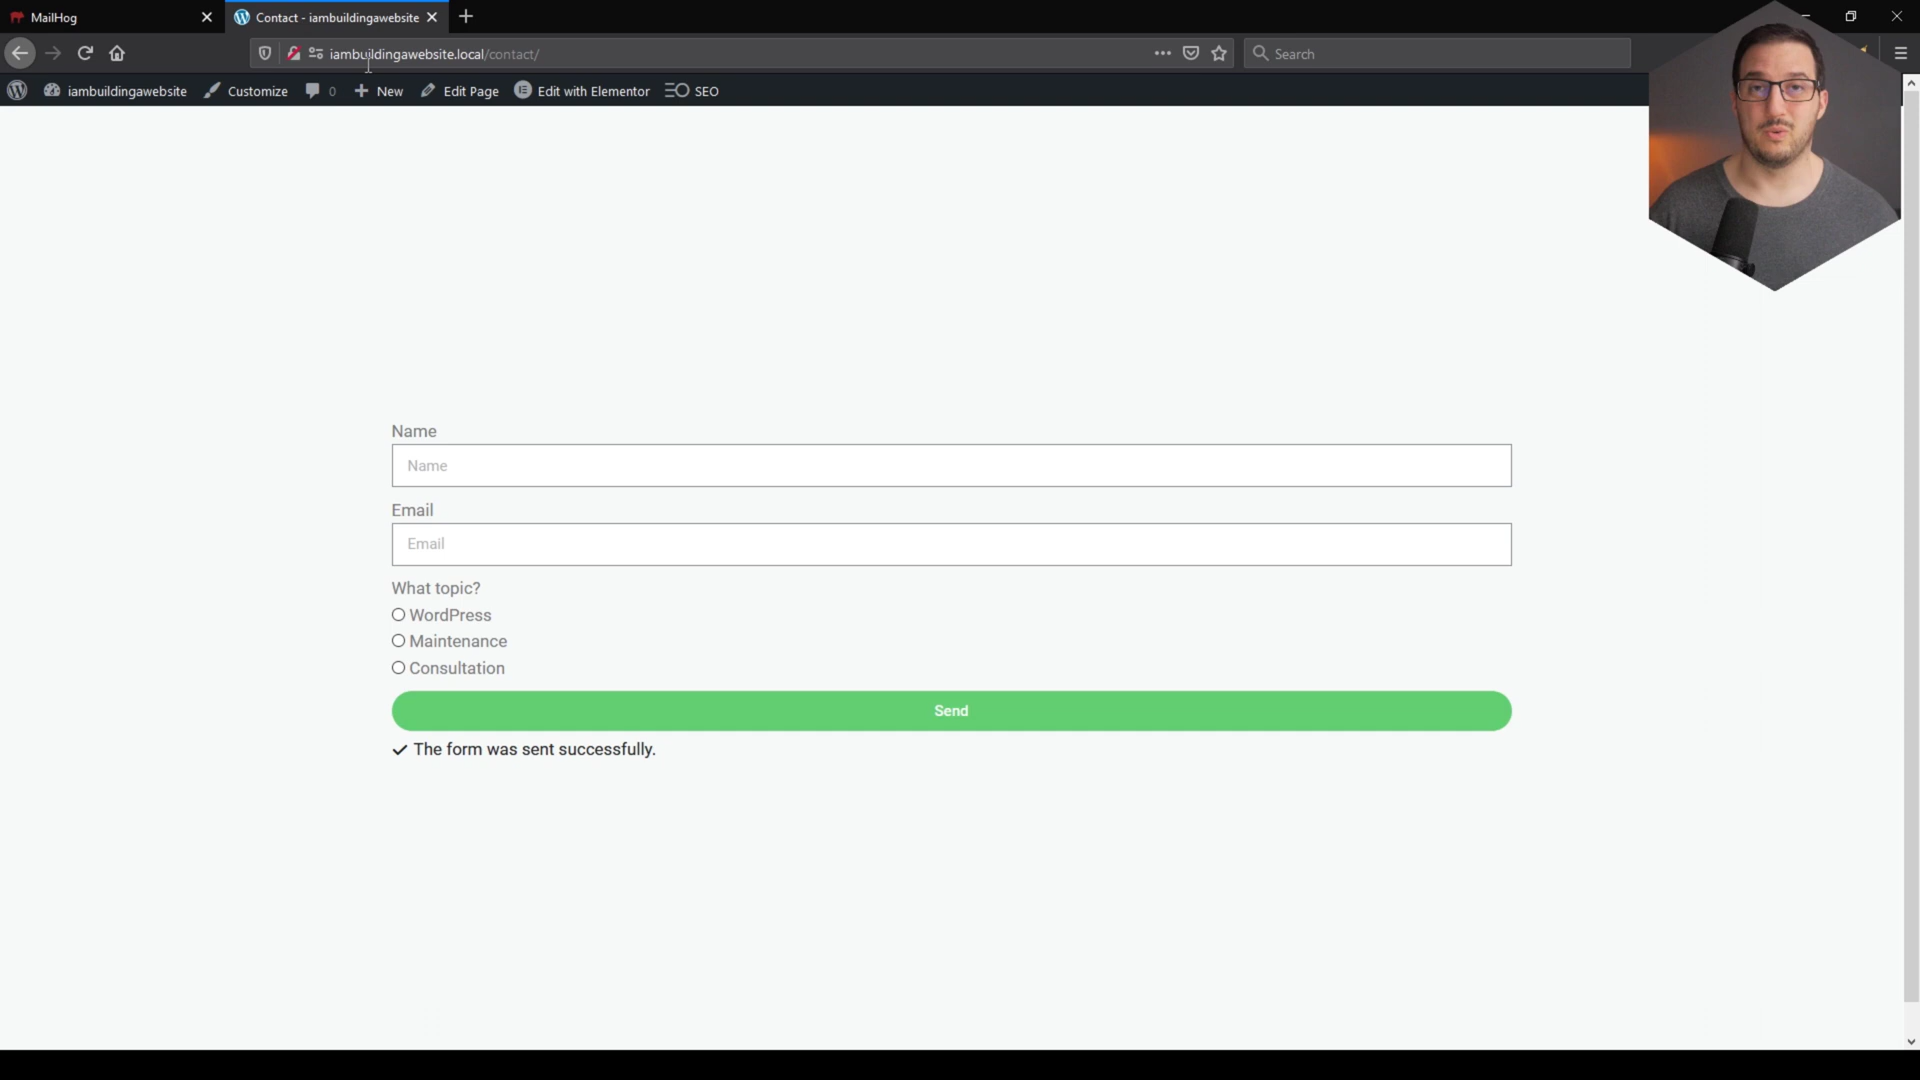 MailHog
Contact - iambuildingawebsite
iambuildingawebsite.local/contact/
Search
iambuildingawebsite
Customize
0
New
Edit Page
Edit with Elementor
SEO
Name
Name
Email
Email
What topic?
WordPress
Maintenance
Consultation
Send
The form was sent successfully.